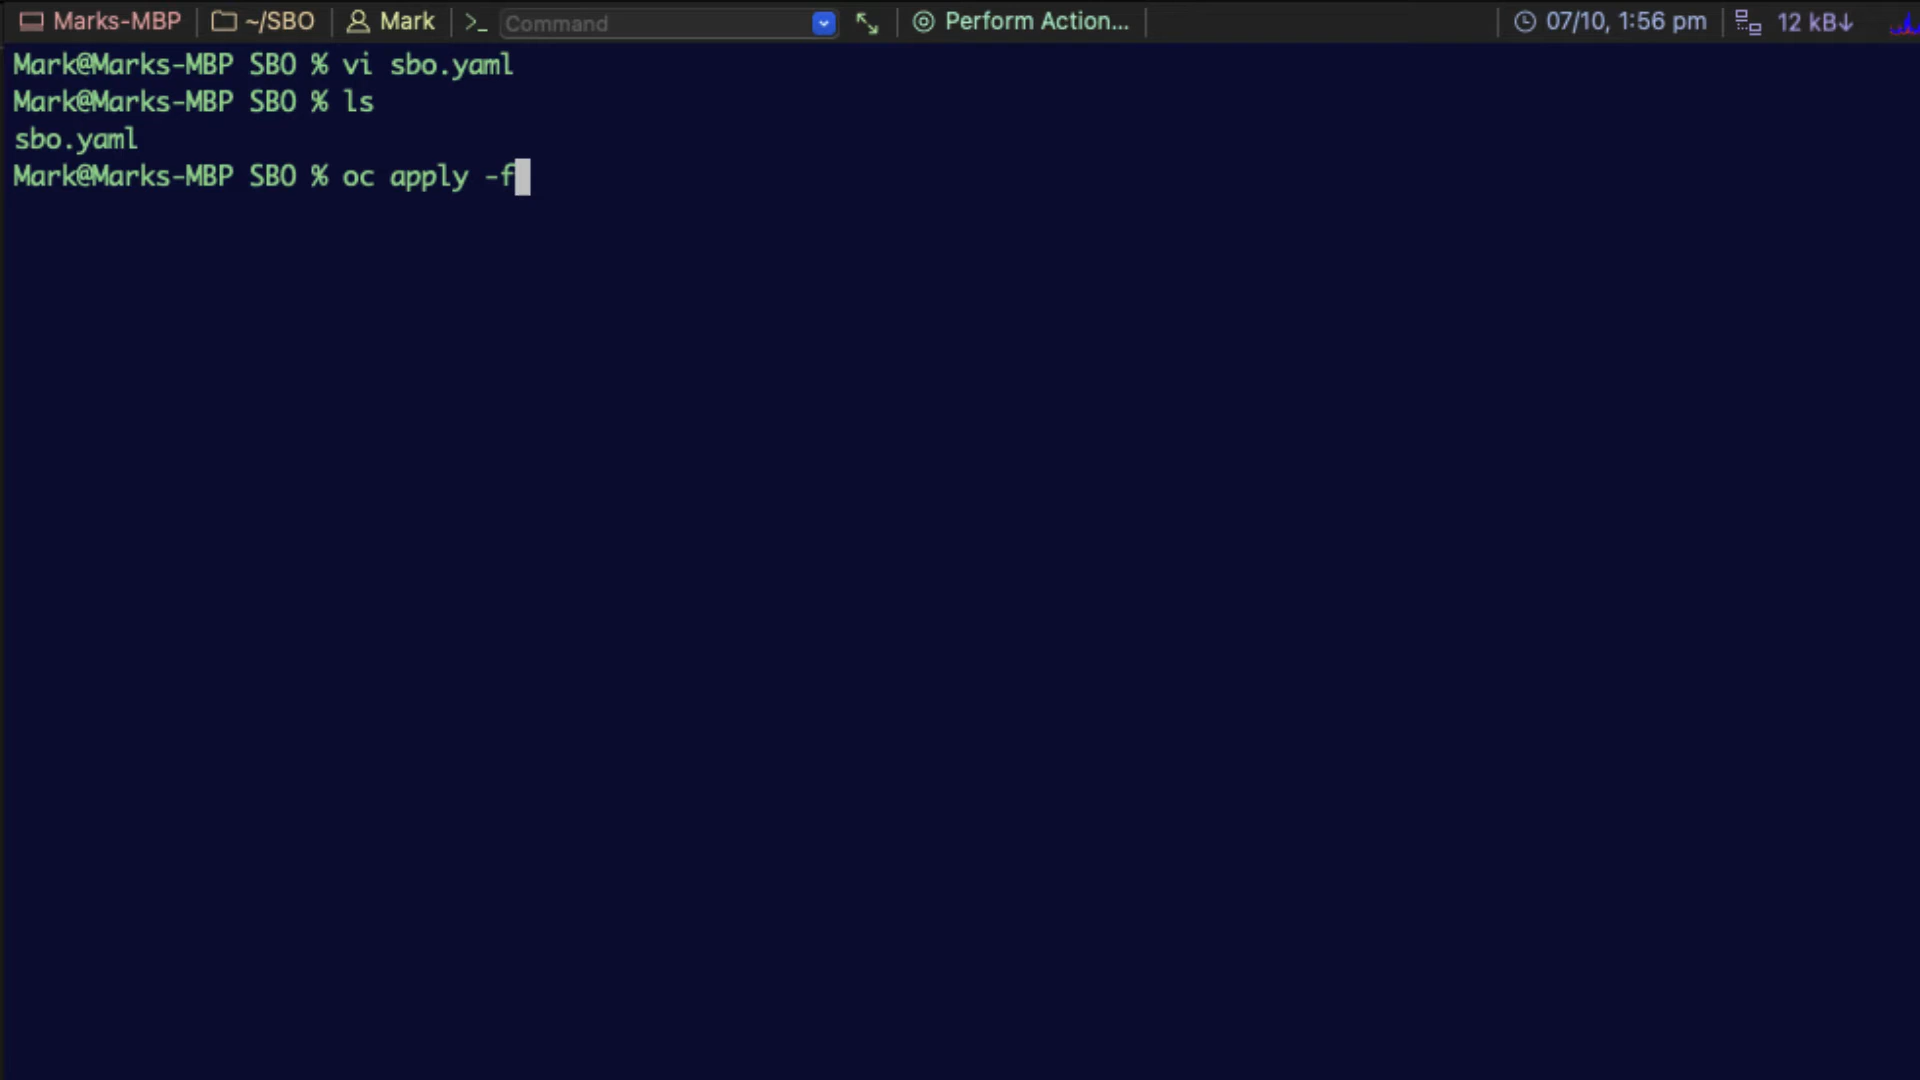 Marks-MBP ~/SBO Mark >_ Command Perform Action... 07/10, 1:56 pm 12 kB↓
Mark@Marks-MBP SBO % vi sbo.yaml
Mark@Marks-MBP SBO % ls
sbo.yaml
Mark@Marks-MBP SBO % oc apply -f